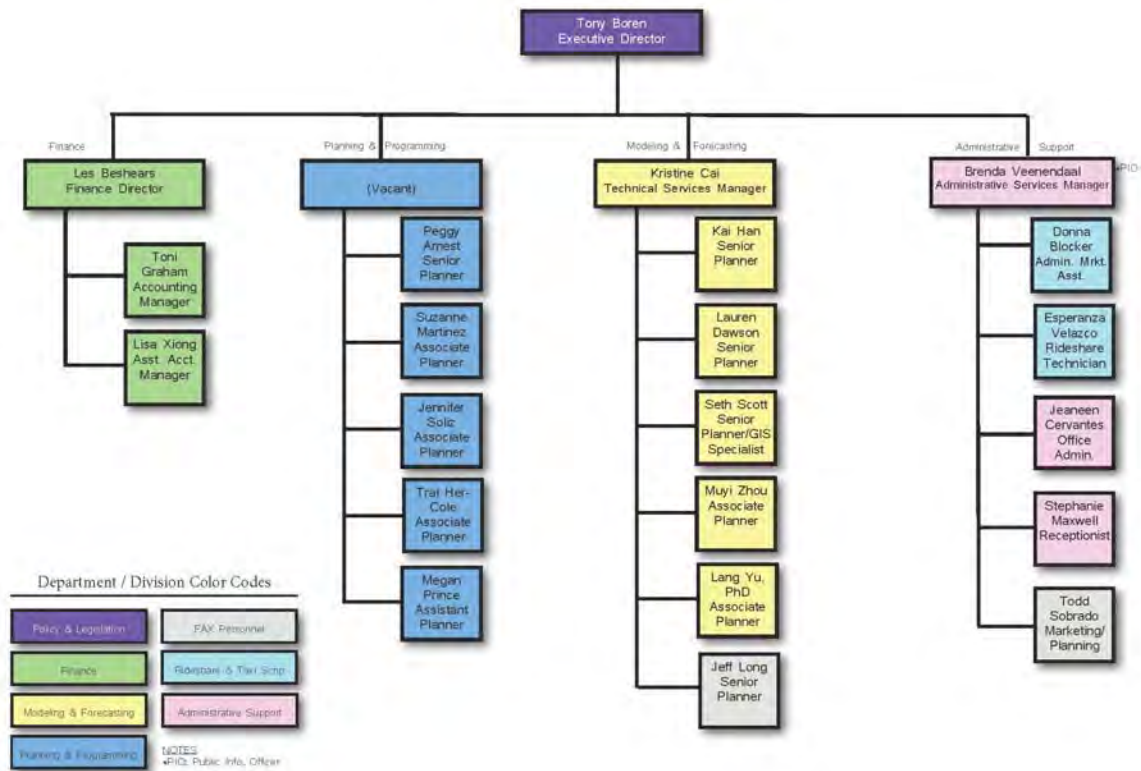 Tony Boren
Executive Director
Finance
Planning & Programming
Modeling & Forecasting
Administrative Support
Les Beshears
Finance Director
(Vacant)
Kristine Cai
Technical Services Manager
Brenda Veenendaal
Administrative Services Manager
•PIO
Toni
Graham
Accounting
Manager
Lisa Xiong
Asst. Acct.
Manager
Peggy
Arnest
Senior
Planner
Suzanne
Martinez
Associate
Planner
Jennifer
Soliz
Associate
Planner
Trai Her-
Cole
Associate
Planner
Megan
Prince
Assistant
Planner
Kai Han
Senior
Planner
Lauren
Dawson
Senior
Planner
Seth Scott
Senior
Planner/GIS
Specialist
Muyi Zhou
Associate
Planner
Lang Yu,
PhD
Associate
Planner
Jeff Long
Senior
Planner
Donna
Blocker
Admin. Mrkt.
Asst.
Esperanza
Velazco
Rideshare
Technician
Jeaneen
Cervantes
Office
Admin.
Stephanie
Maxwell
Receptionist
Todd
Sobrado
Marketing/
Planning
Department / Division Color Codes
Policy & Legislation
Finance
Modeling & Forecasting
Planning & Programming
FAX Personnel
Rideshare & Taxi Scrip
Administrative Support
NOTES
•PIO: Public Info. Officer